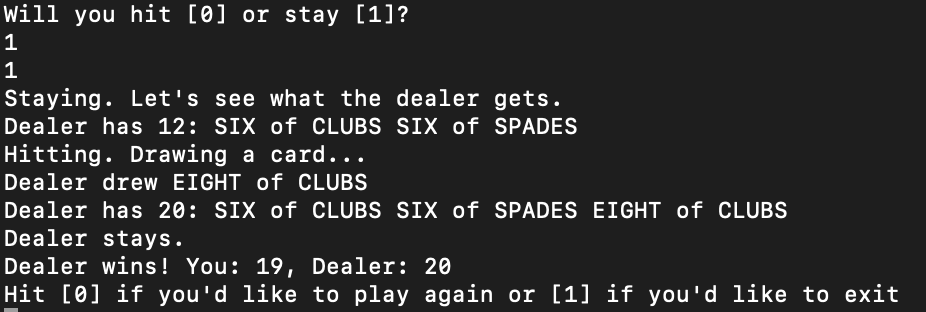 Will you hit [0] or stay [1]?
1
1
Staying. Let's see what the dealer gets.
Dealer has 12: SIX of CLUBS SIX of SPADES
Hitting. Drawing a card...
Dealer drew EIGHT of CLUBS
Dealer has 20: SIX of CLUBS SIX of SPADES EIGHT of CLUBS
Dealer stays.
Dealer wins! You: 19, Dealer: 20
Hit [0] if you'd like to play again or [1] if you'd like to exit